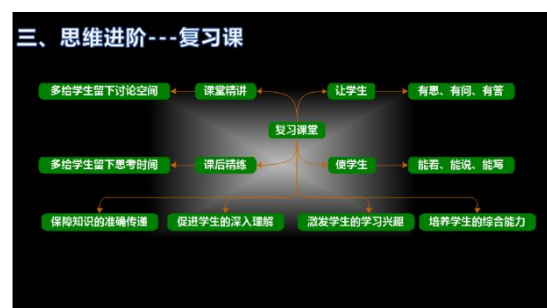 三、思维进阶---复习课
多给学生留下讨论空间
课堂精讲
让学生
有思、有问、有答
复习课堂
多给学生留下思考时间
课后精练
使学生
能看、能说、能写
保障知识的准确传递
促进学生的深入理解
激发学生的学习兴趣
培养学生的综合能力